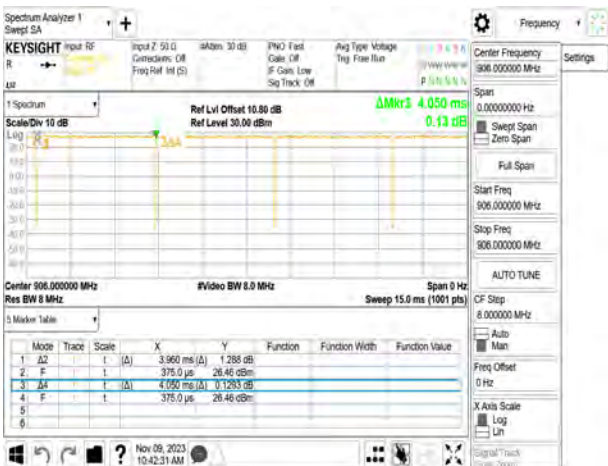 Spectrum Analyzer 1
Swept SA
+
Frequency
KEYSIGHT Input: RF
R
Input Z: 50 Ω
Corrections: Off
Freq Ref: Int (S)
#Atten: 30 dB
PNO: Fast
Gate: Off
IF Gain: Low
Sig Track: Off
Avg Type: Voltage
Trig: Free Run
P N N N N N
1 Spectrum
Scale/Div 10 dB
Log
Ref Lvl Offset 10.80 dB
Ref Level 30.00 dBm
ΔMkr3 4.050 ms
0.13 dB
Center 906.000000 MHz
Res BW 8 MHz
#Video BW 8.0 MHz
Span 0 Hz
Sweep 15.0 ms (1001 pts)
5 Marker Table
Mode Trace Scale X Y Function Function Width Function Value
1 Δ2 1 t (Δ) 3.960 ms (Δ) 1.288 dB
2 F 1 t 375.0 µs 26.46 dBm
3 Δ4 1 t (Δ) 4.050 ms (Δ) 0.1293 dB
4 F 1 t 375.0 µs 26.46 dBm
5
6
?
Nov 09, 2023
10:42:31 AM
Center Frequency
906.000000 MHz
Settings
Span
0.00000000 Hz
Swept Span
Zero Span
Full Span
Start Freq
906.000000 MHz
Stop Freq
906.000000 MHz
AUTO TUNE
CF Step
8.000000 MHz
Auto
Man
Freq Offset
0 Hz
X Axis Scale
Log
Lin
Signal Track